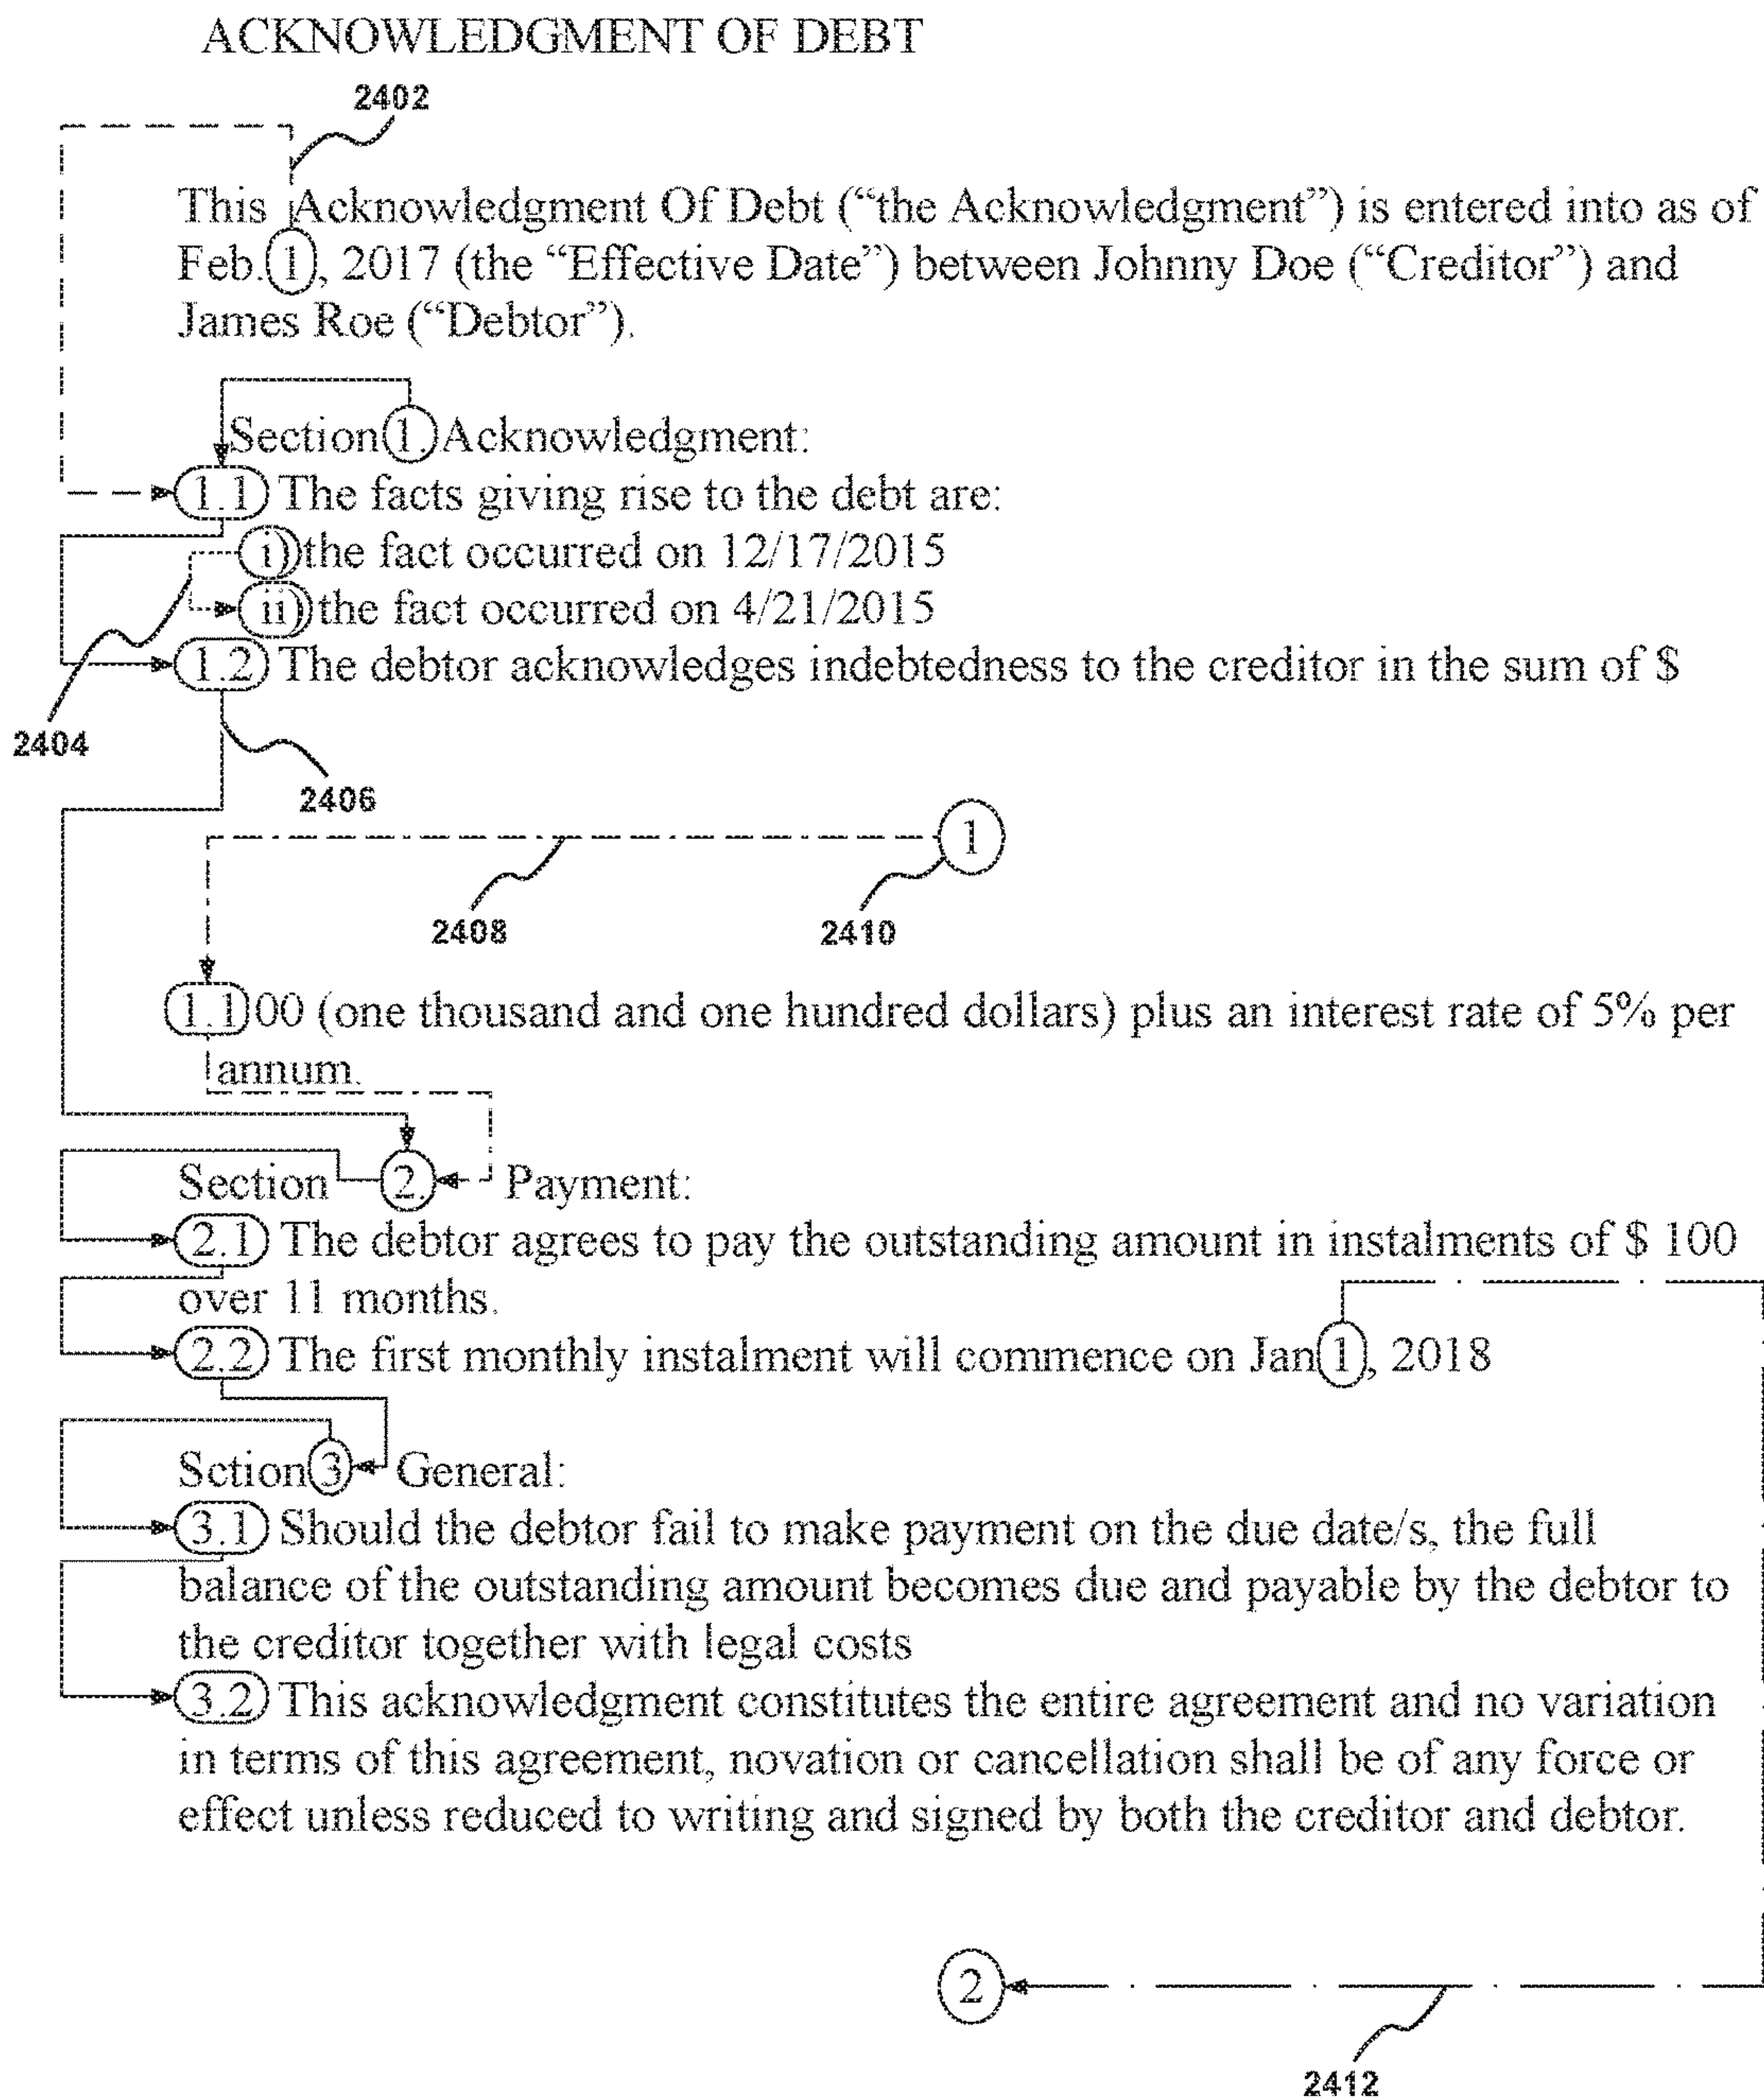 ACKNOWLEDGMENT OF DEBT
2402
This Acknowledgment Of Debt (“the Acknowledgment”) is entered into as of
Feb. 1, 2017 (the “Effective Date”) between Johnny Doe (“Creditor”) and
James Roe (“Debtor”).
Section 1. Acknowledgment:
1.1 The facts giving rise to the debt are:
i) the fact occurred on 12/17/2015
ii) the fact occurred on 4/21/2015
1.2 The debtor acknowledges indebtedness to the creditor in the sum of $
2404
2406
1
2408
2410
1.100 (one thousand and one hundred dollars) plus an interest rate of 5% per
annum.
Section 2. Payment:
2.1 The debtor agrees to pay the outstanding amount in instalments of $ 100
over 11 months.
2.2 The first monthly instalment will commence on Jan 1, 2018
Sction 3 General:
3.1 Should the debtor fail to make payment on the due date/s, the full
balance of the outstanding amount becomes due and payable by the debtor to
the creditor together with legal costs
3.2 This acknowledgment constitutes the entire agreement and no variation
in terms of this agreement, novation or cancellation shall be of any force or
effect unless reduced to writing and signed by both the creditor and debtor.
2
2412